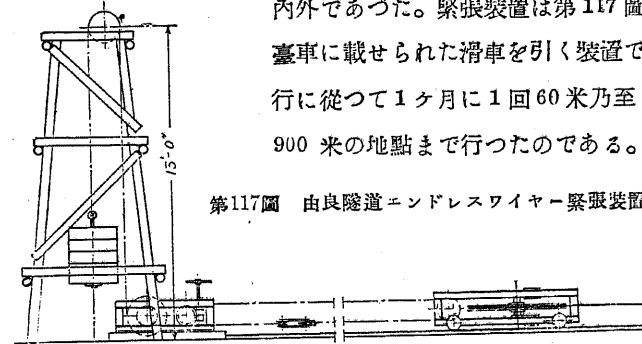 內外であつた。緊張裝置は第117圖
臺車に載せられた滑車を引く裝置で
行に從つて1ケ月に1回60米乃至
900 米の地點まで行つたのである。
15'-0"
第117圖 由良隧道エンドレスワイヤー緊張裝置